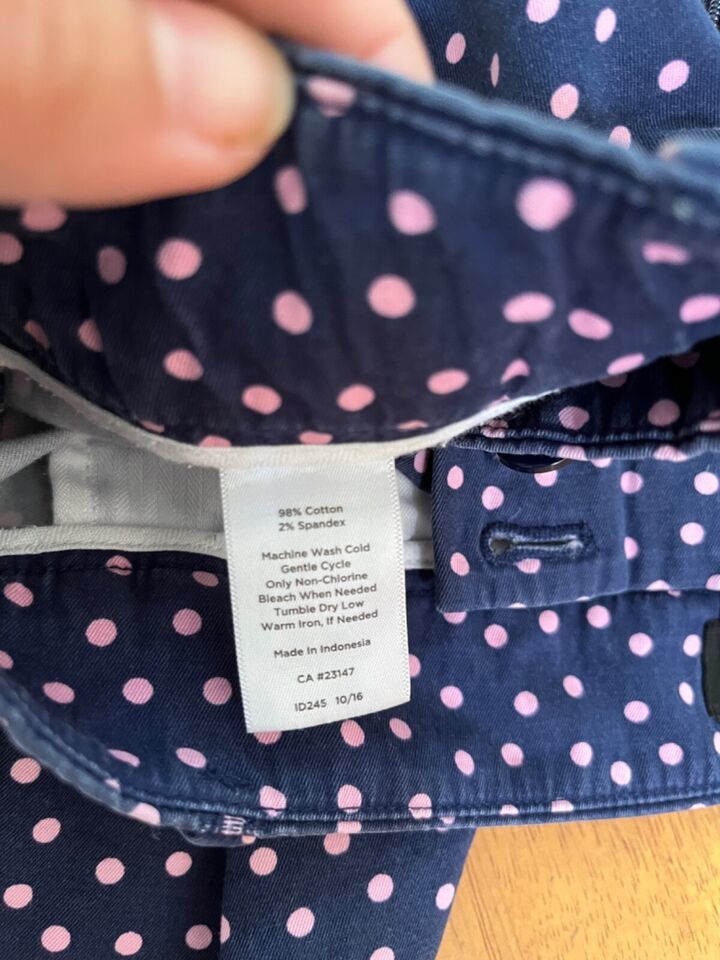 98% Cotton
2% Spandex
Machine Wash Cold
Gentle Cycle
Only Non-Chlorine
Bleach When Needed
Tumble Dry Low
Warm Iron, If Needed
Made in Indonesia
CA #23147
ID245 10/16